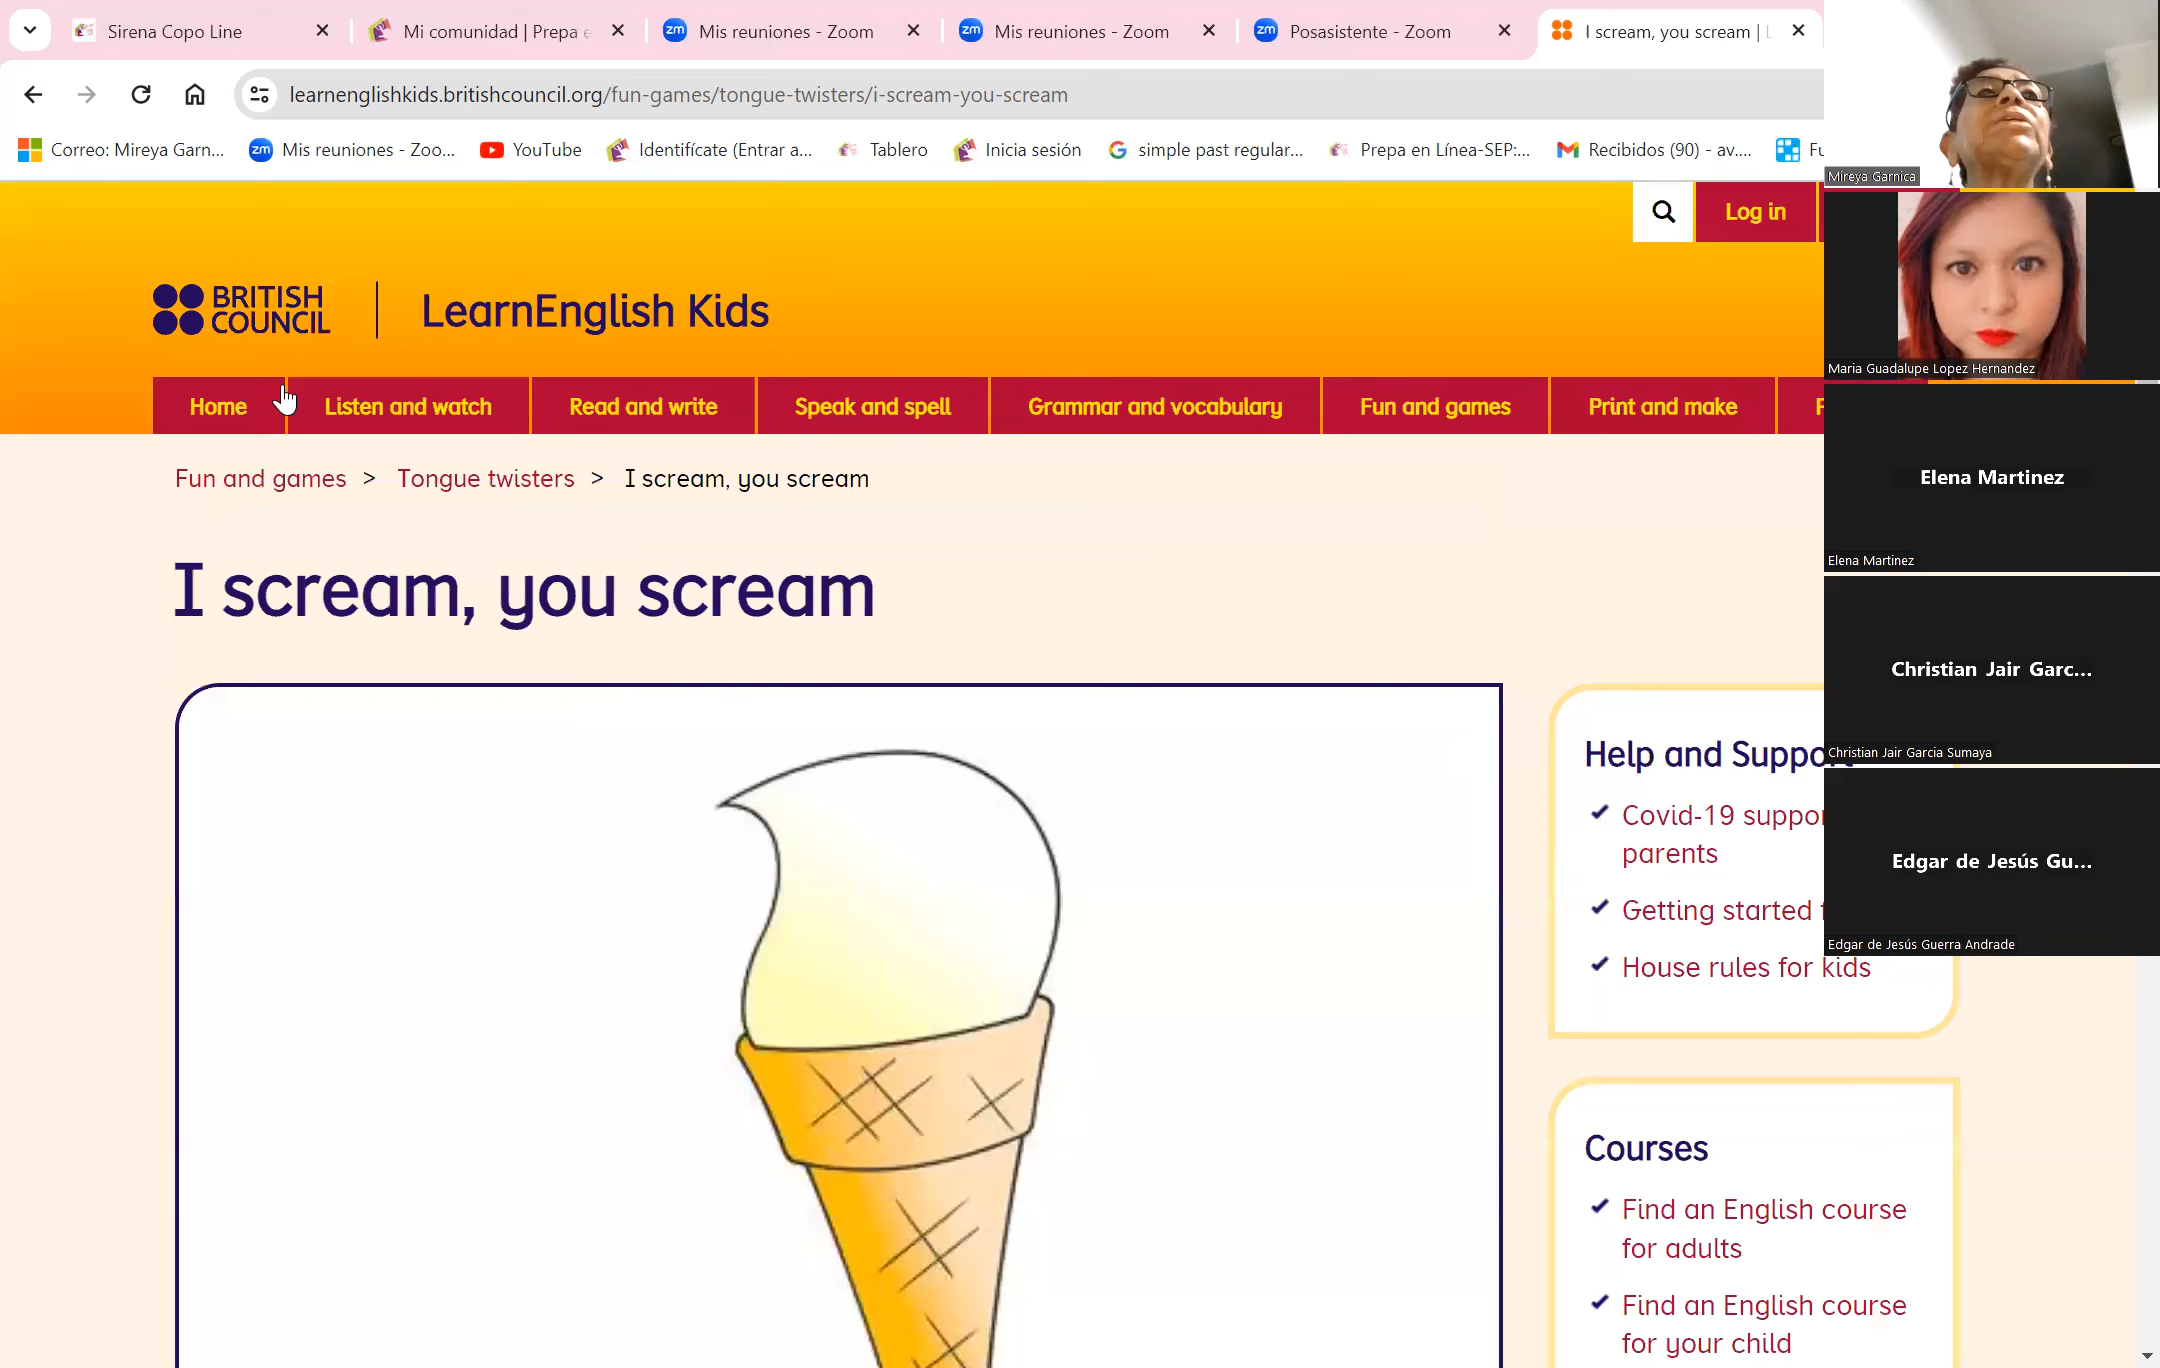 Sirena Copo Line
Mi comunidad | Prepa e
Mis reuniones - Zoom
Mis reuniones - Zoom
Posasistente - Zoom
I scream, you scream | L
learnenglishkids.britishcouncil.org/fun-games/tongue-twisters/i-scream-you-scream
Correo: Mireya Garn...
Mis reuniones - Zoo...
YouTube
Identifícate (Entrar a...
Tablero
Inicia sesión
simple past regular...
Prepa en Línea-SEP:...
Recibidos (90) - av....
Fu
Log in
BRITISH
COUNCIL
LearnEnglish Kids
Home
Listen and watch
Read and write
Speak and spell
Grammar and vocabulary
Fun and games
Print and make
Fun and games > Tongue twisters > I scream, you scream
I scream, you scream
Help and Support
Covid-19 suppor
parents
Getting started f
House rules for kids
Courses
Find an English course
for adults
Find an English course
for your child
Mireya Garnica
Maria Guadalupe Lopez Hernandez
Elena Martinez
Elena Martinez
Christian Jair Garc...
Christian Jair Garcia Sumaya
Edgar de Jesús Gu...
Edgar de Jesús Guerra Andrade